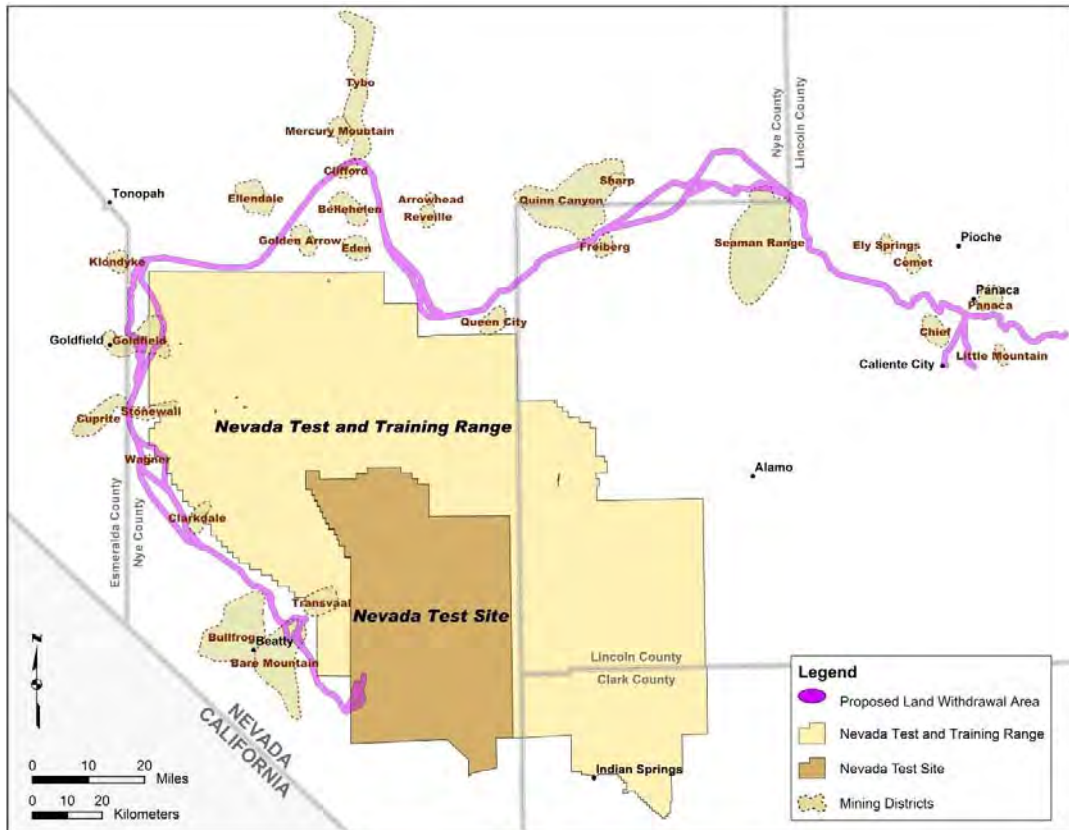 Tybo
Mercury Mountain
Clifford
Nye County
Lincoln County
Tonopah
Ellendale
Bellehelen
Arrowhead
Reveille
Sharp
Quinn Canyon
Golden Arrow
Eden
Freiberg
Seaman Range
Ely Springs
Comet
Pioche
Klondyke
Panaca
Panaca
Queen City
Goldfield
Goldfield
Chief
Little Mountain
Caliente City
Cuprite
Stonewall
Nevada Test and Training Range
Wagner
Alamo
Clarkdale
Esmeralda County
Nye County
Transvaal
Nevada Test Site
Bullfrog
Beatty
Bare Mountain
Lincoln County
Clark County
NEVADA
CALIFORNIA
Indian Springs
N
0 10 20
Miles
0 10 20
Kilometers
Legend
Proposed Land Withdrawal Area
Nevada Test and Training Range
Nevada Test Site
Mining Districts